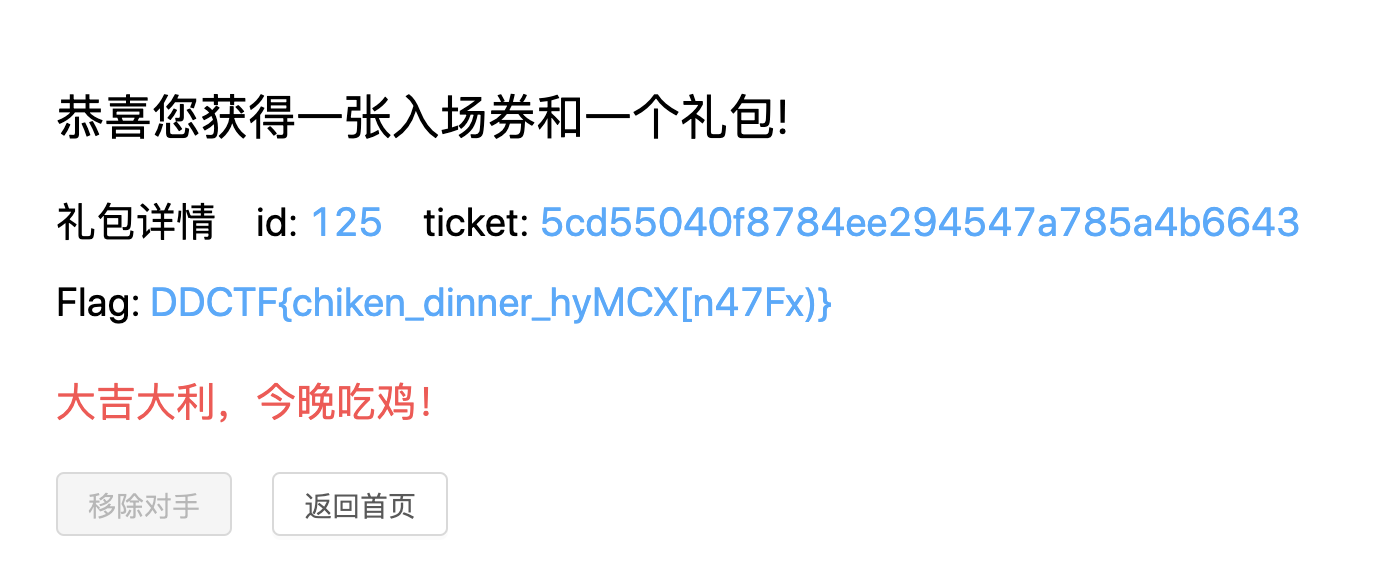 恭喜您获得一张入场券和一个礼包!
礼包详情 id: 125 ticket: 5cd55040f8784ee294547a785a4b6643
Flag: DDCTF{chiken_dinner_hyMCX[n47Fx)}
大吉大利，今晚吃鸡！
移除对手 返回首页